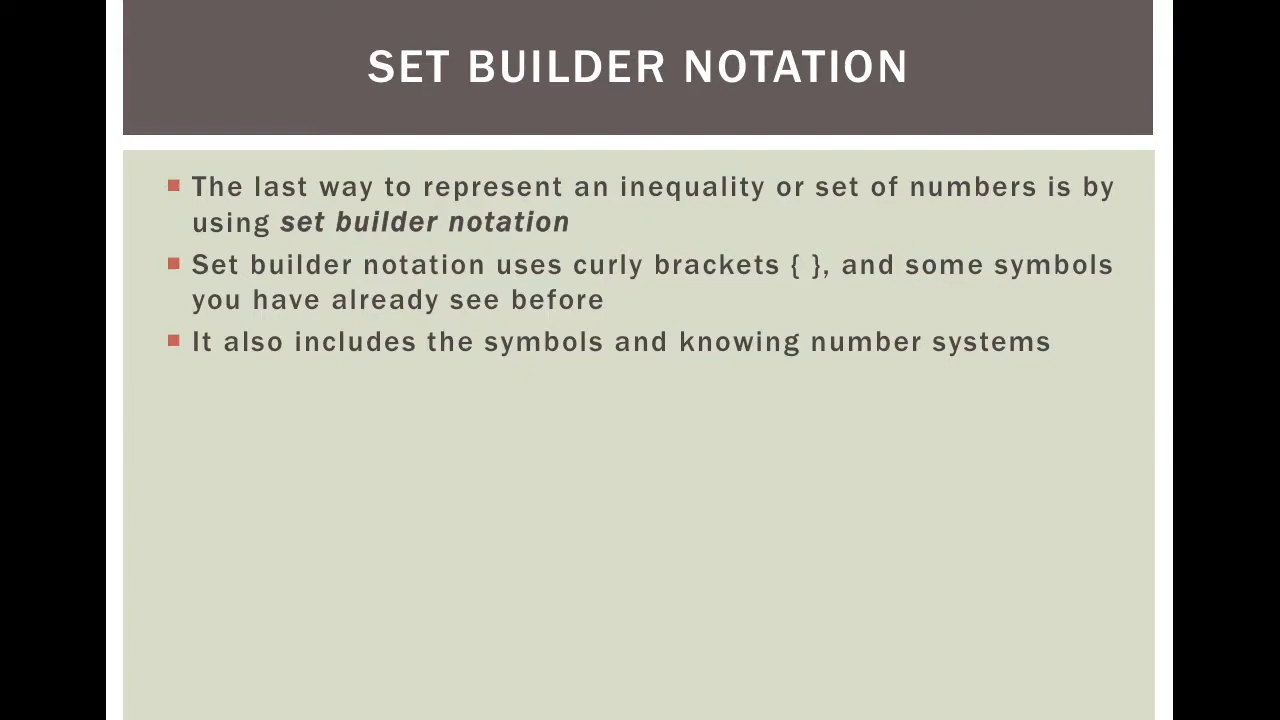 SET BUILDER NOTATION
The last way to represent an inequality or set of numbers is by
using set builder notation
Set builder notation uses curly brackets { }, and some symbols
you have already see before
It also includes the symbols and knowing number systems